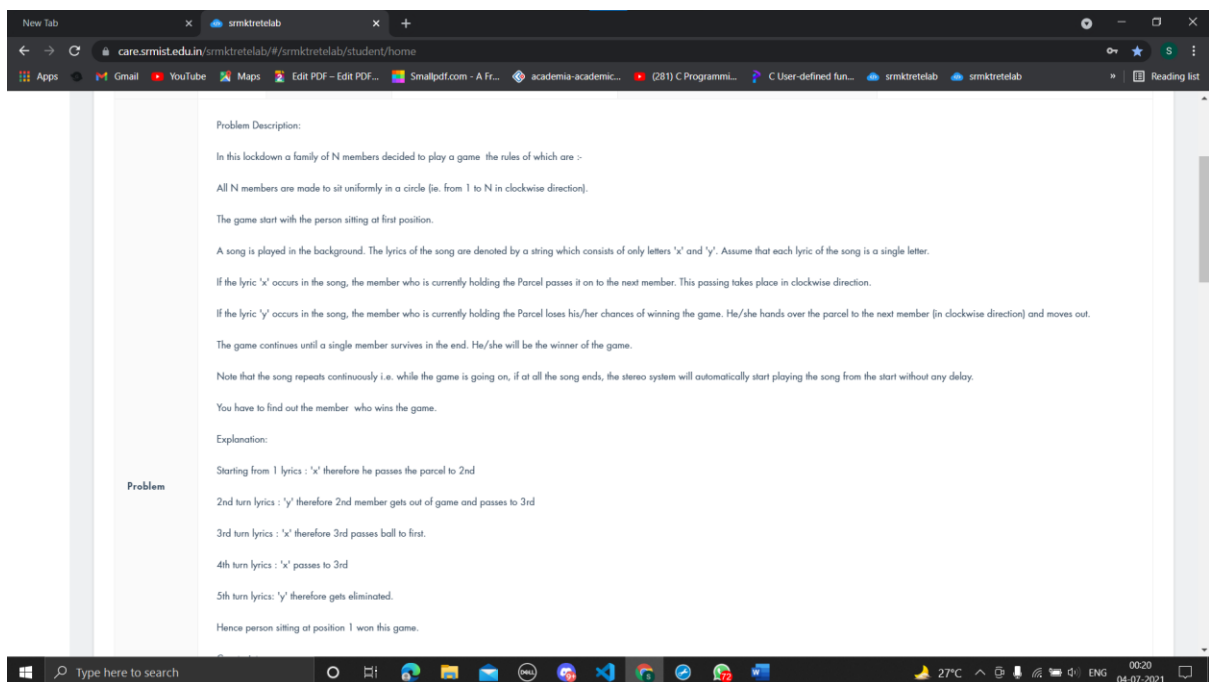 New Tab
srmktretelab
care.srmist.edu.in/srmktretelab/#/srmktretelab/student/home
S
Apps
Gmail
YouTube
Maps
Edit PDF – Edit PDF...
Smallpdf.com - A Fr...
academia-academic...
(281) C Programmi...
C User-defined fun...
srmktretelab
srmktretelab
»
Reading list
Problem Description:
In this lockdown a family of N members decided to play a game the rules of which are :-
All N members are made to sit uniformly in a circle (ie. from 1 to N in clockwise direction).
The game start with the person sitting at first position.
A song is played in the background. The lyrics of the song are denoted by a string which consists of only letters 'x' and 'y'. Assume that each lyric of the song is a single letter.
If the lyric 'x' occurs in the song, the member who is currently holding the Parcel passes it on to the next member. This passing takes place in clockwise direction.
If the lyric 'y' occurs in the song, the member who is currently holding the Parcel loses his/her chances of winning the game. He/she hands over the parcel to the next member (in clockwise direction) and moves out.
The game continues until a single member survives in the end. He/she will be the winner of the game.
Note that the song repeats continuously i.e. while the game is going on, if at all the song ends, the stereo system will automatically start playing the song from the start without any delay.
You have to find out the member who wins the game.
Explanation:
Starting from 1 lyrics : 'x' therefore he passes the parcel to 2nd
Problem
2nd turn lyrics : 'y' therefore 2nd member gets out of game and passes to 3rd
3rd turn lyrics : 'x' therefore 3rd passes ball to first.
4th turn lyrics : 'x' passes to 3rd
5th turn lyrics: 'y' therefore gets eliminated.
Hence person sitting at position 1 won this game.
Type here to search
DELL
72
27°C
ENG
00:20
04-07-2021